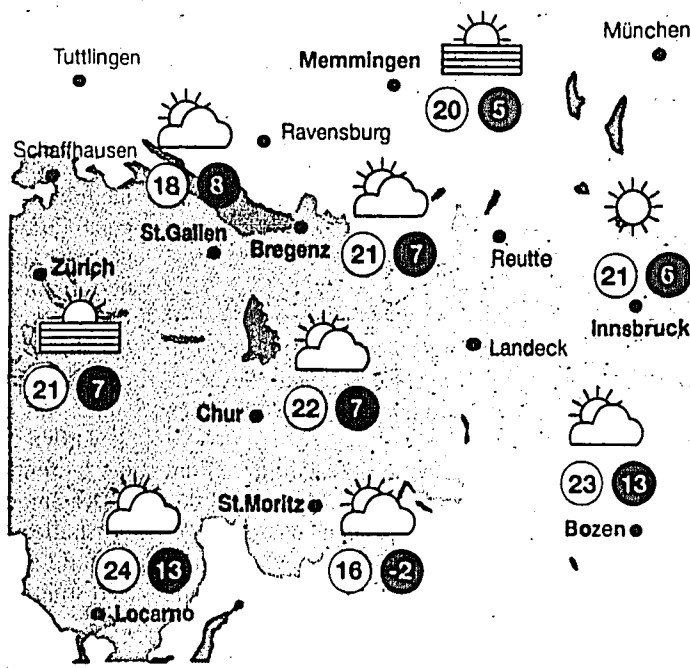 München
Tuttlingen
Memmingen
20 5
Ravensburg
Schaffhausen
18 8
St.Gallen
Bregenz
21 7
Reutte
Zürich
21 6
Innsbruck
Landeck
21 7
Chur
22 7
23 13
St.Moritz
Bozen
24 13
16 -2
Locarno